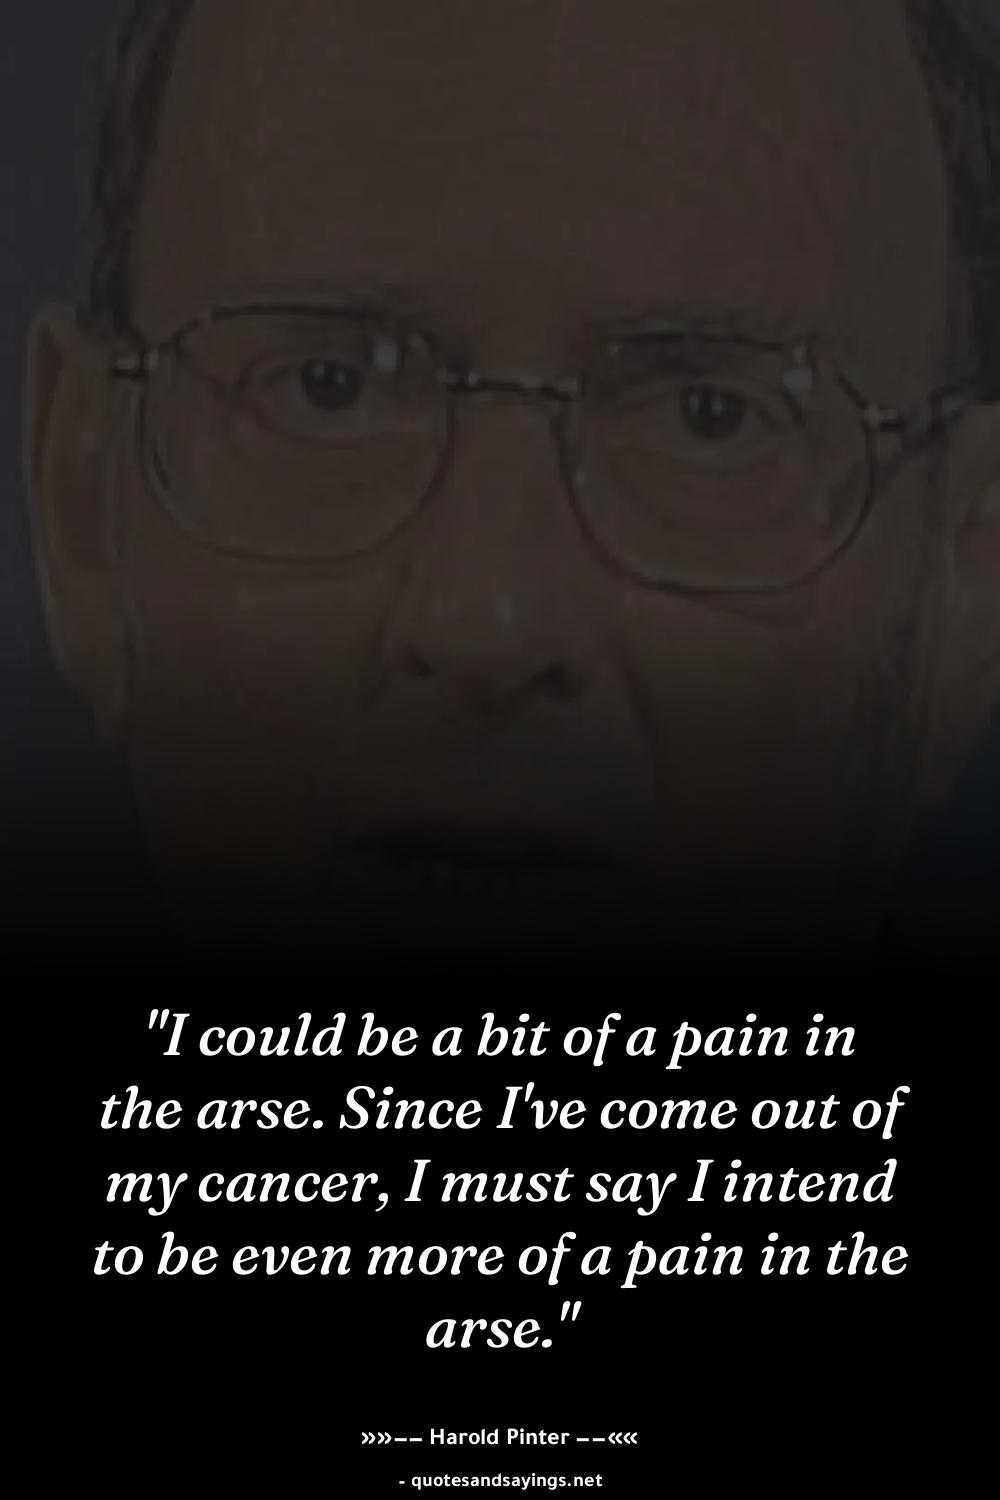 "I could be a bit of a pain in
the arse. Since I've come out of
my cancer, I must say I intend
to be even more of a pain in the
arse."
»»–– Harold Pinter ––««
- quotesandsayings.net